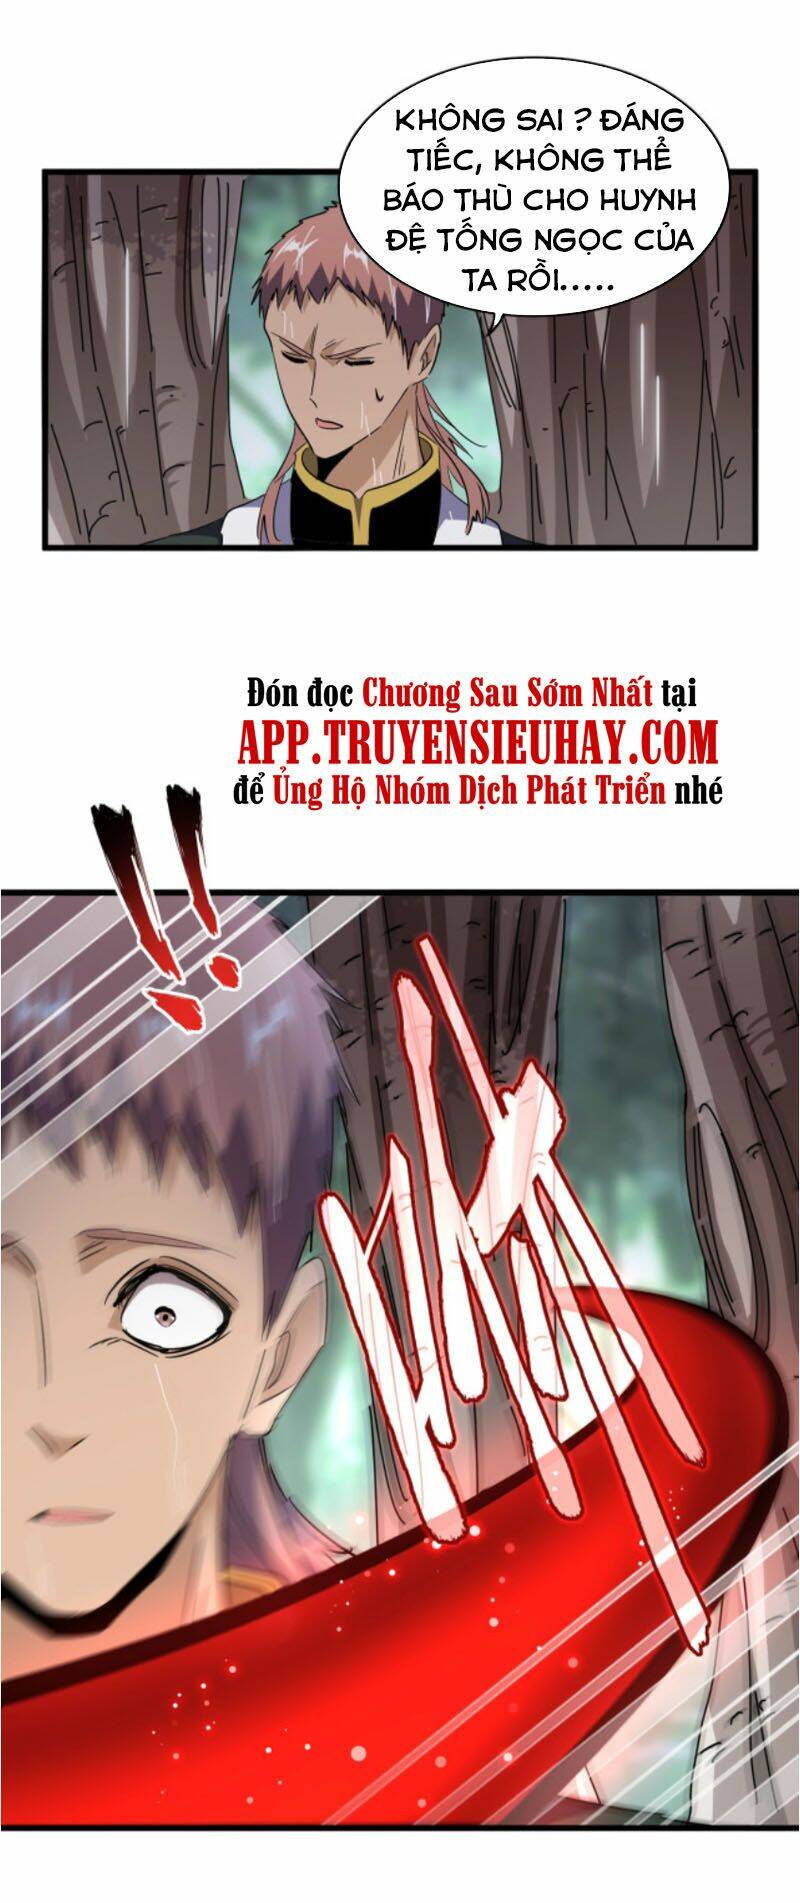 KHÔNG SAI ? ĐÁNG
TIẾC, KHÔNG THỂ
BÁO THÙ CHO HUYNH
ĐỆ TỐNG NGỌC CỦA
TA RỒI.....
Đón đọc Chương Sau Sớm Nhất tại
APP.TRUYENSIEUHAY.COM
để Ủng Hộ Nhóm Dịch Phát Triển nhé
!!